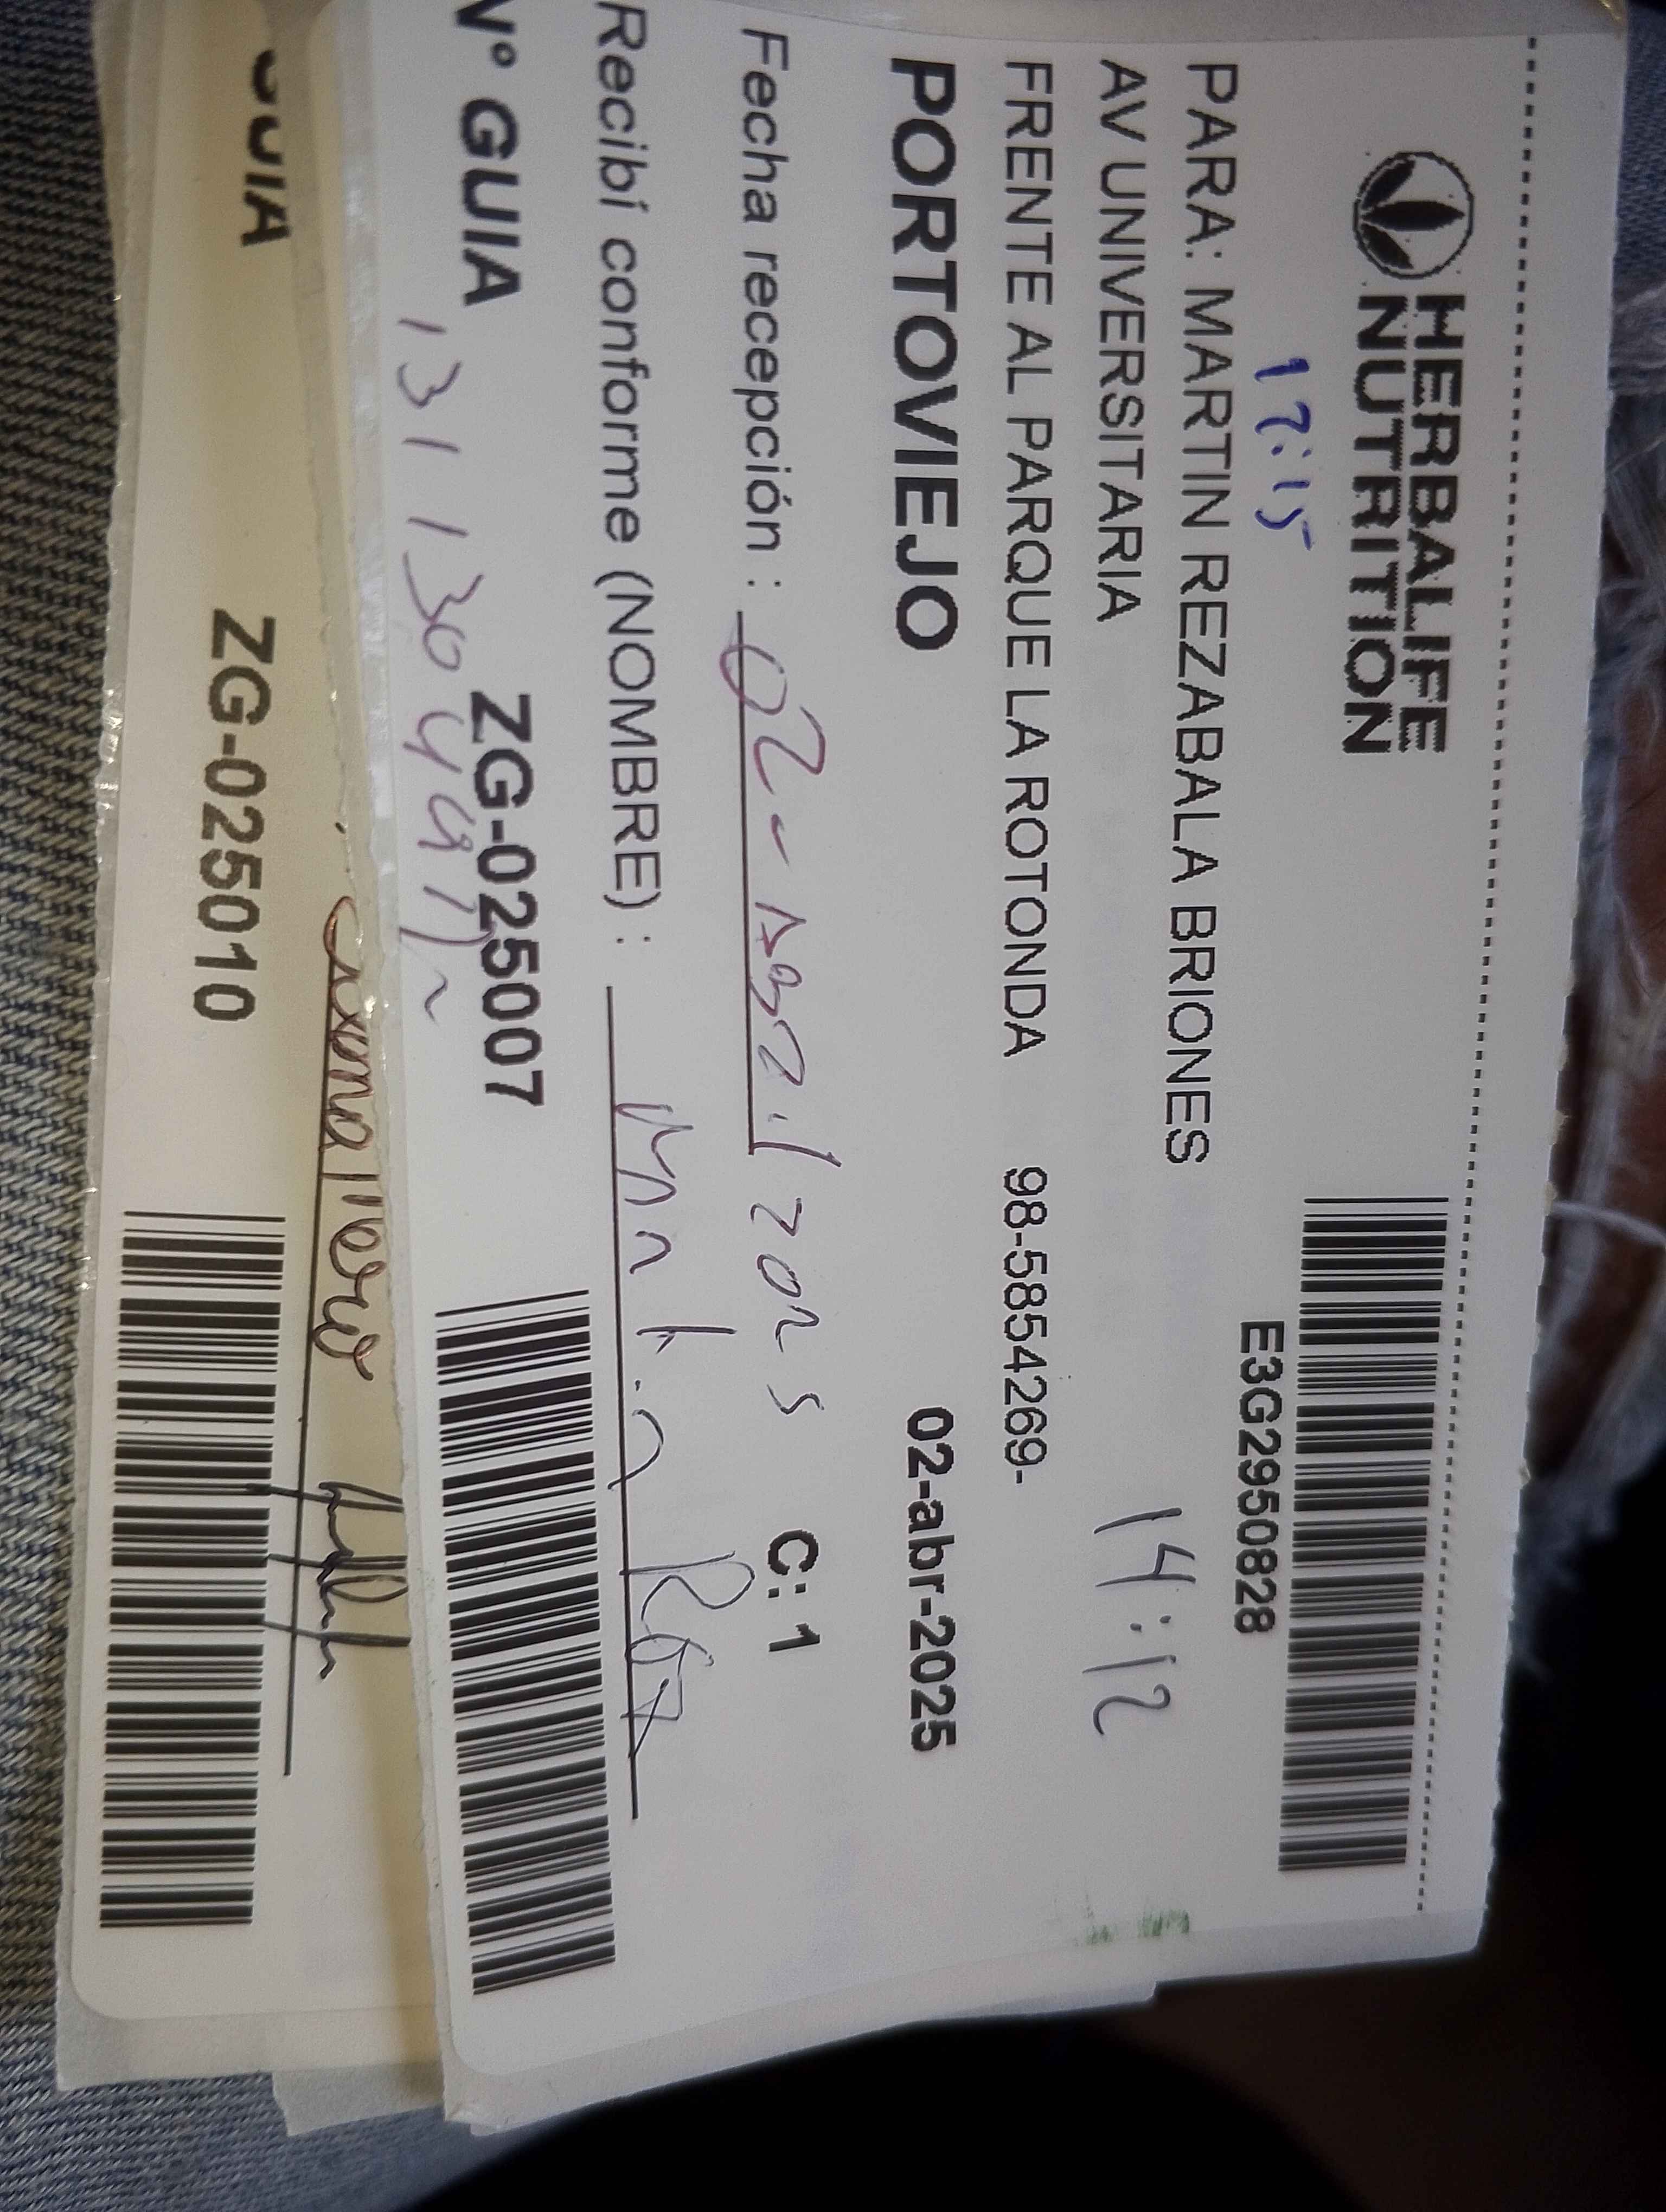 HERBALIFE
NUTRITION
E3G2950828
17:15
PARA: MARTIN REZABALA BRIONES
AV UNIVERSITARIA
14:12
FRENTE AL PARQUE LA ROTONDA 98-5854269-
PORTOVIEJO 02-abr-2025
Fecha recepción : 02-Abril 2025 C: 1
Recibí conforme (NOMBRE) :
N° GUIA ZG-025007
GUIA ZG-025010